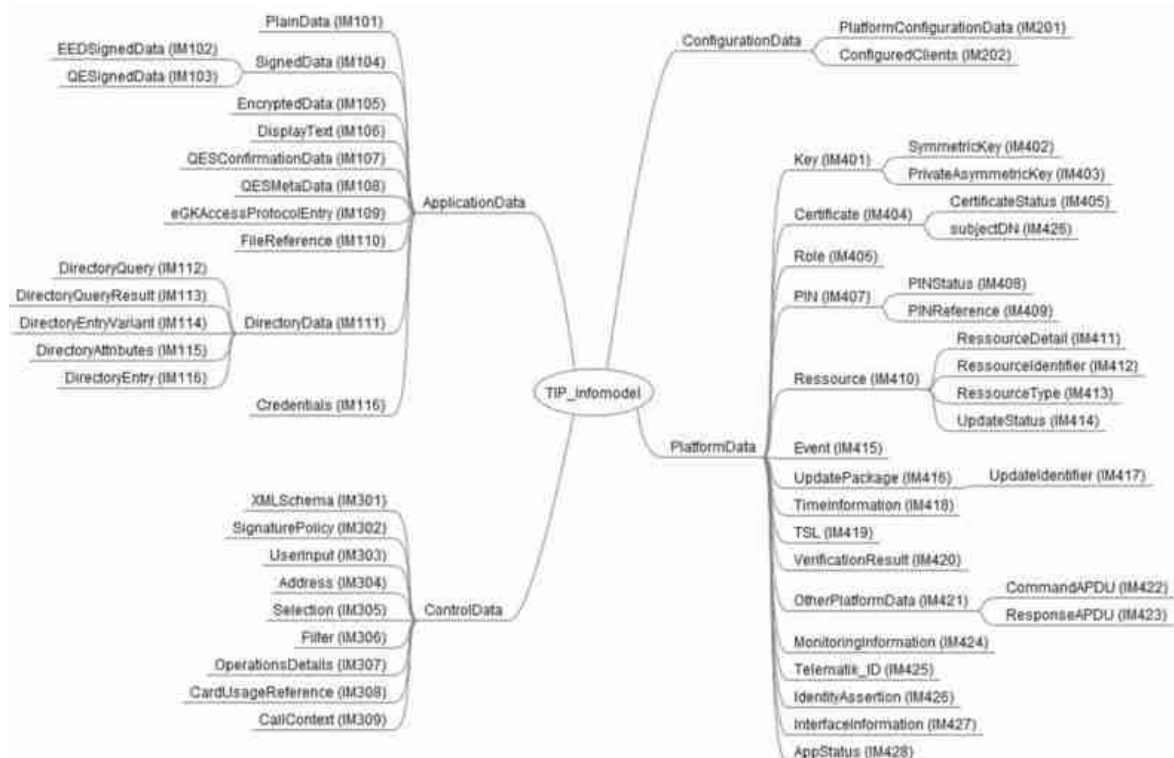 PlainData (IM101)
EEDSignedData (IM102)
SignedData (IM104)
QESignedData (IM103)
EncryptedData (IM105)
DisplayText (IM106)
QESConfirmationData (IM107)
QESMetaData (IM108)
eGKAccessProtocolEntry (IM109)
FileReference (IM110)
ApplicationData
DirectoryQuery (IM112)
DirectoryQueryResult (IM113)
DirectoryEntryVariant (IM114)
DirectoryData (IM111)
DirectoryAttributes (IM115)
DirectoryEntry (IM116)
Credentials (IM116)
TIP_Infomodel
XMLSchema (IM301)
SignaturePolicy (IM302)
UserInput (IM303)
Address (IM304)
Selection (IM305)
ControlData
Filter (IM306)
OperationsDetails (IM307)
CardUsageReference (IM308)
CallContext (IM309)
ConfigurationData
PlatformConfigurationData (IM201)
ConfiguredClients (IM202)
PlatformData
Key (IM401)
SymmetricKey (IM402)
PrivateAsymmetricKey (IM403)
Certificate (IM404)
CertificateStatus (IM405)
subjectDN (IM426)
Role (IM406)
PIN (IM407)
PINStatus (IM408)
PINReference (IM409)
Ressource (IM410)
RessourceDetail (IM411)
RessourceIdentifier (IM412)
RessourceType (IM413)
UpdateStatus (IM414)
Event (IM415)
UpdatePackage (IM416)
UpdateIdentifier (IM417)
TimeInformation (IM418)
TSL (IM419)
VerificationResult (IM420)
OtherPlatformData (IM421)
CommandAPDU (IM422)
ResponseAPDU (IM423)
MonitoringInformation (IM424)
Telematik_ID (IM425)
IdentityAssertion (IM426)
InterfaceInformation (IM427)
AppStatus (IM428)